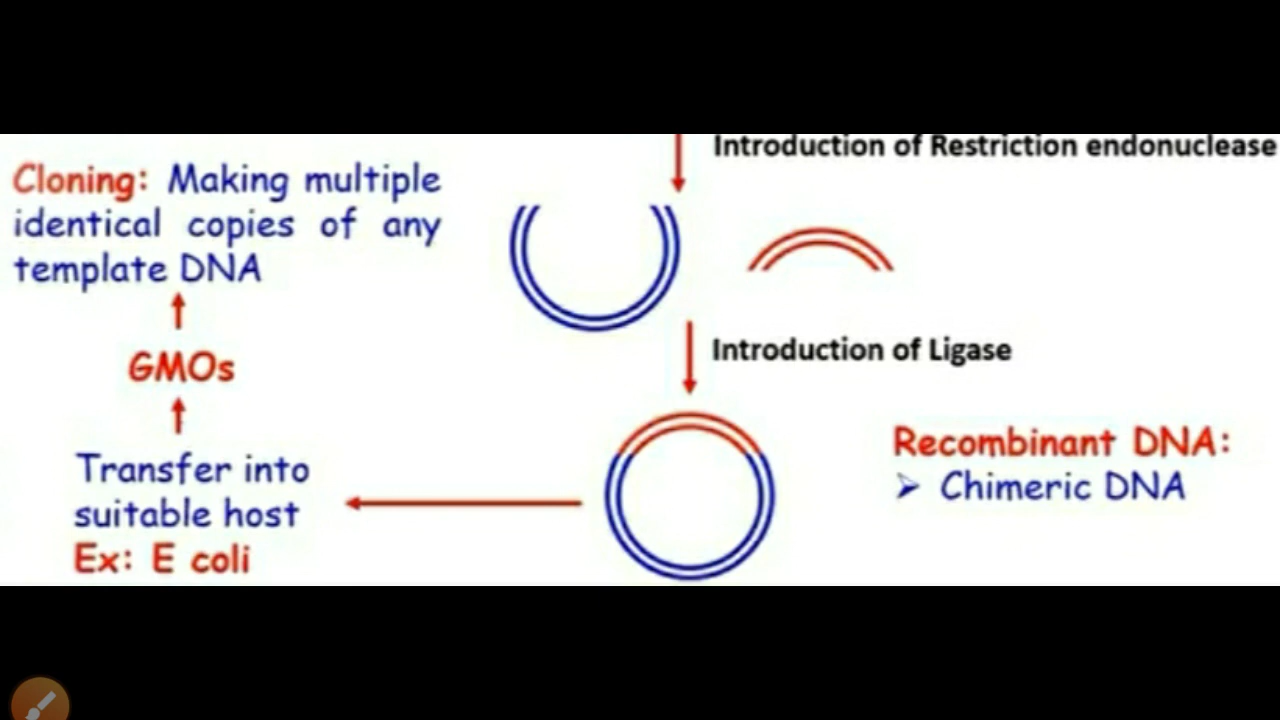 Introduction of Restriction endonuclease
Cloning: Making multiple
identical copies of any
template DNA
GMOs
Transfer into
suitable host
Ex: E coli
Introduction of Ligase
Recombinant DNA:
➢ Chimeric DNA